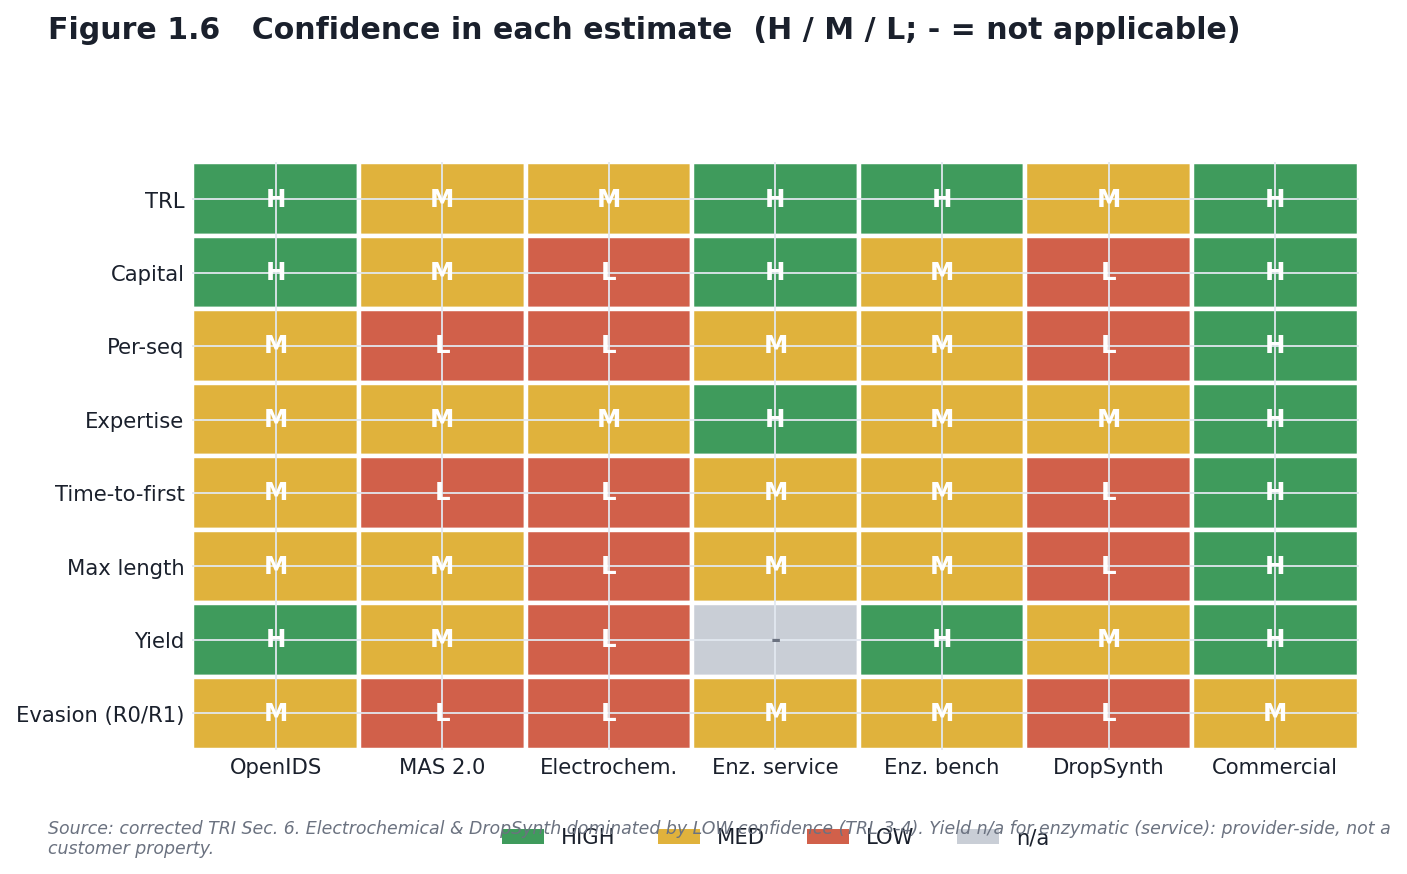 Figure 1.6 Confidence in each estimate (H / M / L; - = not applicable)
TRL H M M H H M H
Capital H M L H M L H
Per-seq M L L M M L H
Expertise M M M H M M H
Time-to-first M L L M M L H
Max length M M L M M L H
Yield H M L - H M H
Evasion (R0/R1) M L L M M L M
OpenIDS MAS 2.0 Electrochem. Enz. service Enz. bench DropSynth Commercial
Source: corrected TRI Sec. 6. Electrochemical & DropSynth dominated by LOW confidence (TRL 3-4). Yield n/a for enzymatic (service): provider-side, not a
customer property.
HIGH MED LOW n/a